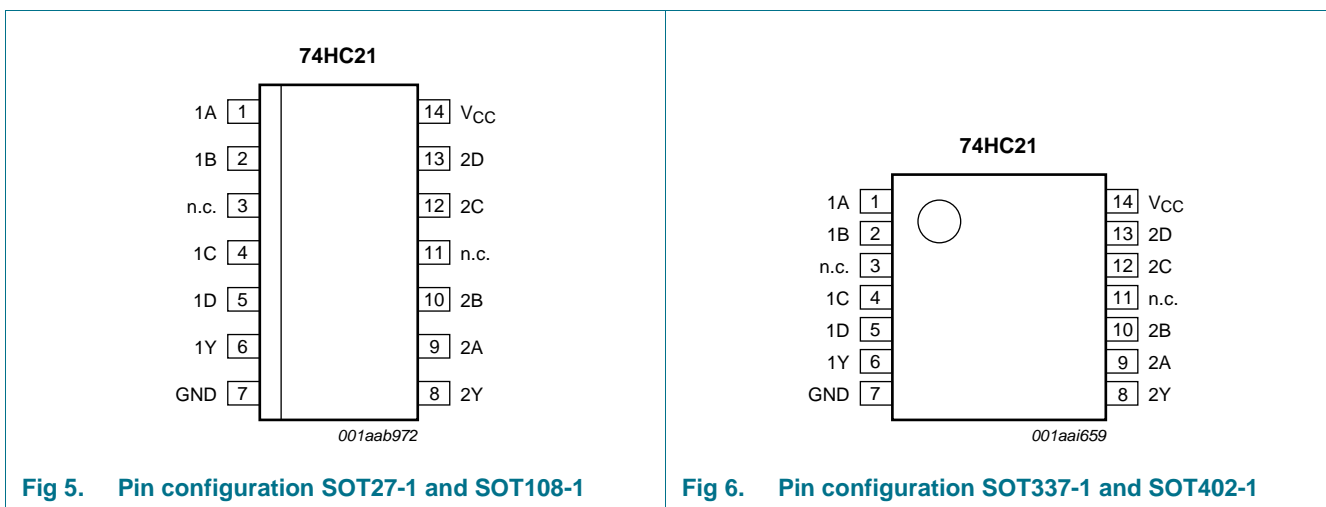 74HC21
1A 1 14 VCC
1B 2 13 2D
n.c. 3 12 2C
1C 4 11 n.c.
1D 5 10 2B
1Y 6 9 2A
GND 7 8 2Y
001aab972
Fig 5. Pin configuration SOT27-1 and SOT108-1
74HC21
1A 1 14 VCC
1B 2 13 2D
n.c. 3 12 2C
1C 4 11 n.c.
1D 5 10 2B
1Y 6 9 2A
GND 7 8 2Y
001aai659
Fig 6. Pin configuration SOT337-1 and SOT402-1